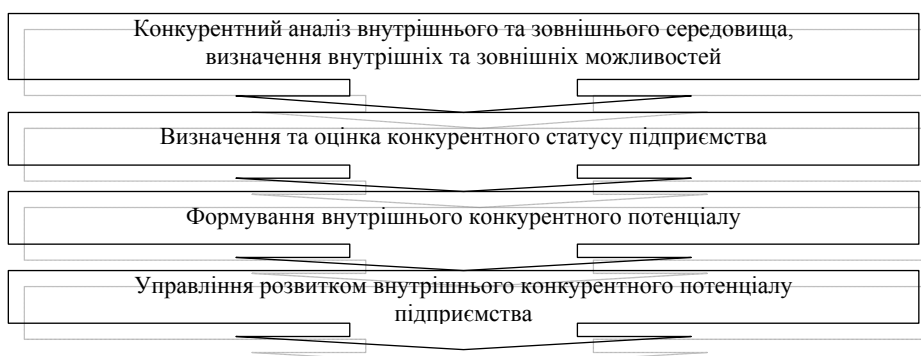 Конкурентний аналіз внутрішнього та зовнішнього середовища,
визначення внутрішніх та зовнішніх можливостей
Визначення та оцінка конкурентного статусу підприємства
Формування внутрішнього конкурентного потенціалу
Управління розвитком внутрішнього конкурентного потенціалу
підприємства